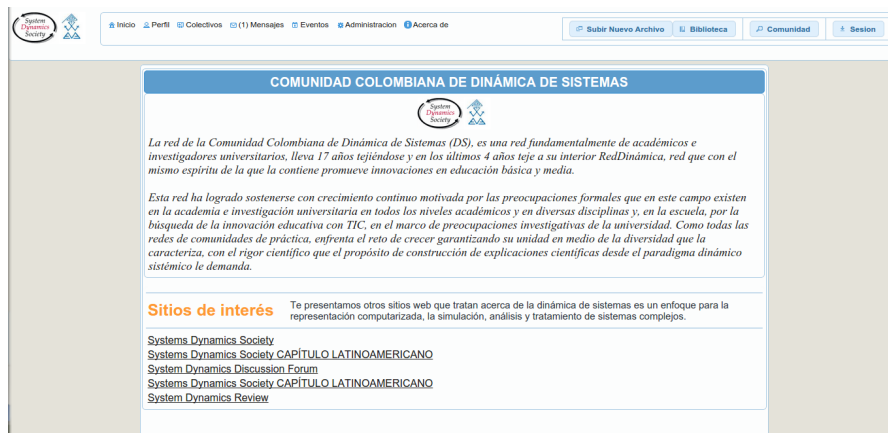 System
Dynamics
Society
Inicio Perfil Colectivos (1) Mensajes Eventos Administracion Acerca de
Subir Nuevo Archivo Biblioteca Comunidad Sesion
COMUNIDAD COLOMBIANA DE DINÁMICA DE SISTEMAS
System
Dynamics
Society
La red de la Comunidad Colombiana de Dinámica de Sistemas (DS), es una red fundamentalmente de académicos e
investigadores universitarios, lleva 17 años tejiéndose y en los últimos 4 años teje a su interior RedDinámica, red que con el
mismo espíritu de la que la contiene promueve innovaciones en educación básica y media.
Esta red ha logrado sostenerse con crecimiento continuo motivada por las preocupaciones formales que en este campo existen
en la academia e investigación universitaria en todos los niveles académicos y en diversas disciplinas y, en la escuela, por la
búsqueda de la innovación educativa con TIC, en el marco de preocupaciones investigativas de la universidad. Como todas las
redes de comunidades de práctica, enfrenta el reto de crecer garantizando su unidad en medio de la diversidad que la
caracteriza, con el rigor científico que el propósito de construcción de explicaciones científicas desde el paradigma dinámico
sistémico le demanda.
Sitios de interés
Te presentamos otros sitios web que tratan acerca de la dinámica de sistemas es un enfoque para la
representación computarizada, la simulación, análisis y tratamiento de sistemas complejos.
Systems Dynamics Society
Systems Dynamics Society CAPÍTULO LATINOAMERICANO
System Dynamics Discussion Forum
Systems Dynamics Society CAPÍTULO LATINOAMERICANO
System Dynamics Review